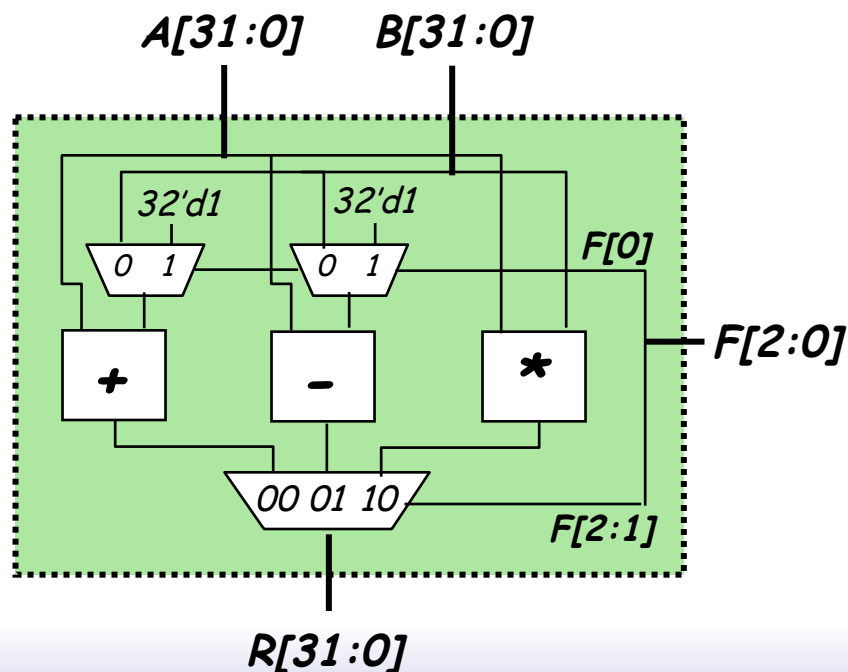 A[31:0] B[31:0]
32'd1 32'd1
F[0]
0 1 0 1
F[2:0]
+ - *
00 01 10
F[2:1]
R[31:0]